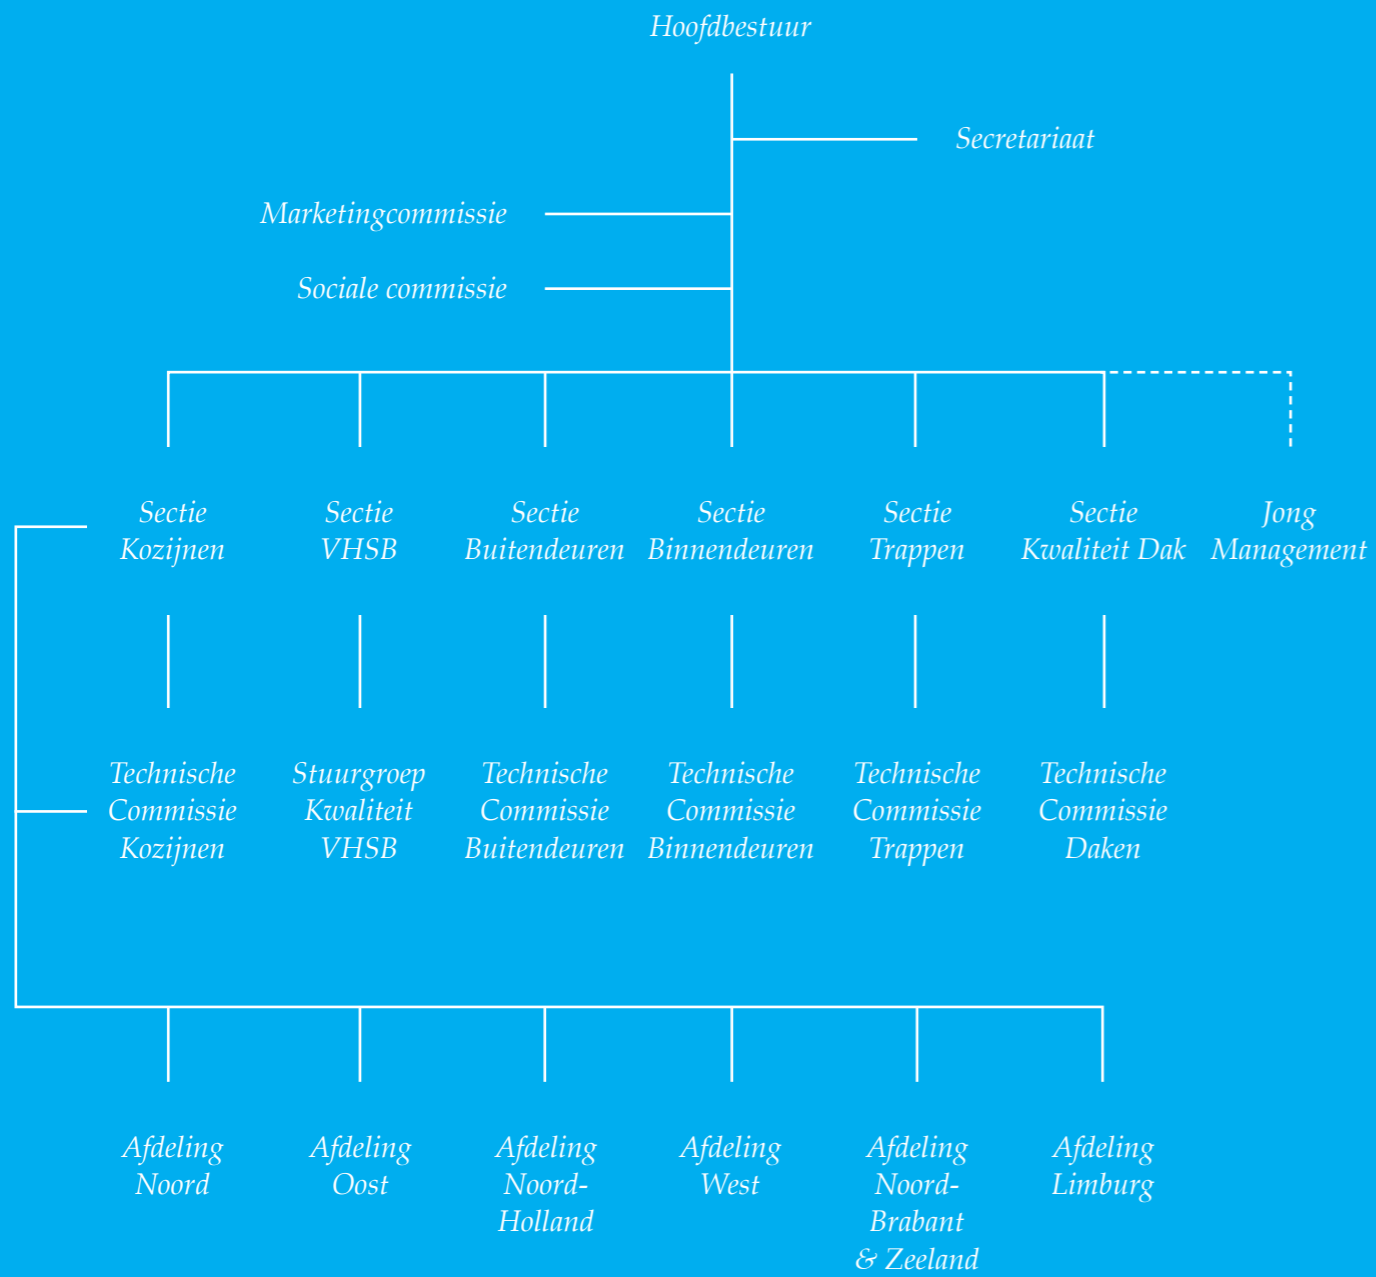 Hoofdbestuur
Secretariaat
Marketingcommissie
Sociale commissie
Sectie
Kozijnen
Sectie
VHSB
Sectie
Buitendeuren
Sectie
Binnendeuren
Sectie
Trappen
Sectie
Kwaliteit Dak
Jong
Management
Technische
Commissie
Kozijnen
Stuurgroep
Kwaliteit
VHSB
Technische
Commissie
Buitendeuren
Technische
Commissie
Binnendeuren
Technische
Commissie
Trappen
Technische
Commissie
Daken
Afdeling
Noord
Afdeling
Oost
Afdeling
Noord-
Holland
Afdeling
West
Afdeling
Noord-
Brabant
& Zeeland
Afdeling
Limburg